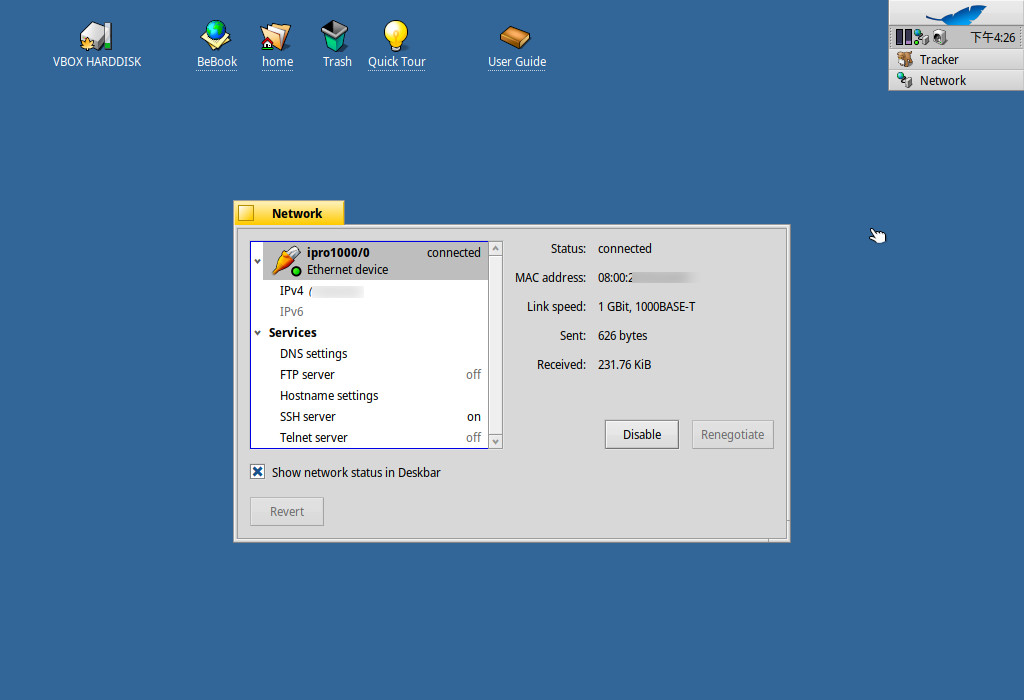 VBOX HARDDISK
BeBook
home
Trash
Quick Tour
User Guide
下午4:26
Tracker
Network
Network
ipro1000/0 connected
Ethernet device
IPv4
IPv6
Services
DNS settings
FTP server off
Hostname settings
SSH server on
Telnet server off
Status: connected
MAC address: 08:00:2
Link speed: 1 GBit, 1000BASE-T
Sent: 626 bytes
Received: 231.76 KiB
Disable
Renegotiate
Show network status in Deskbar
Revert